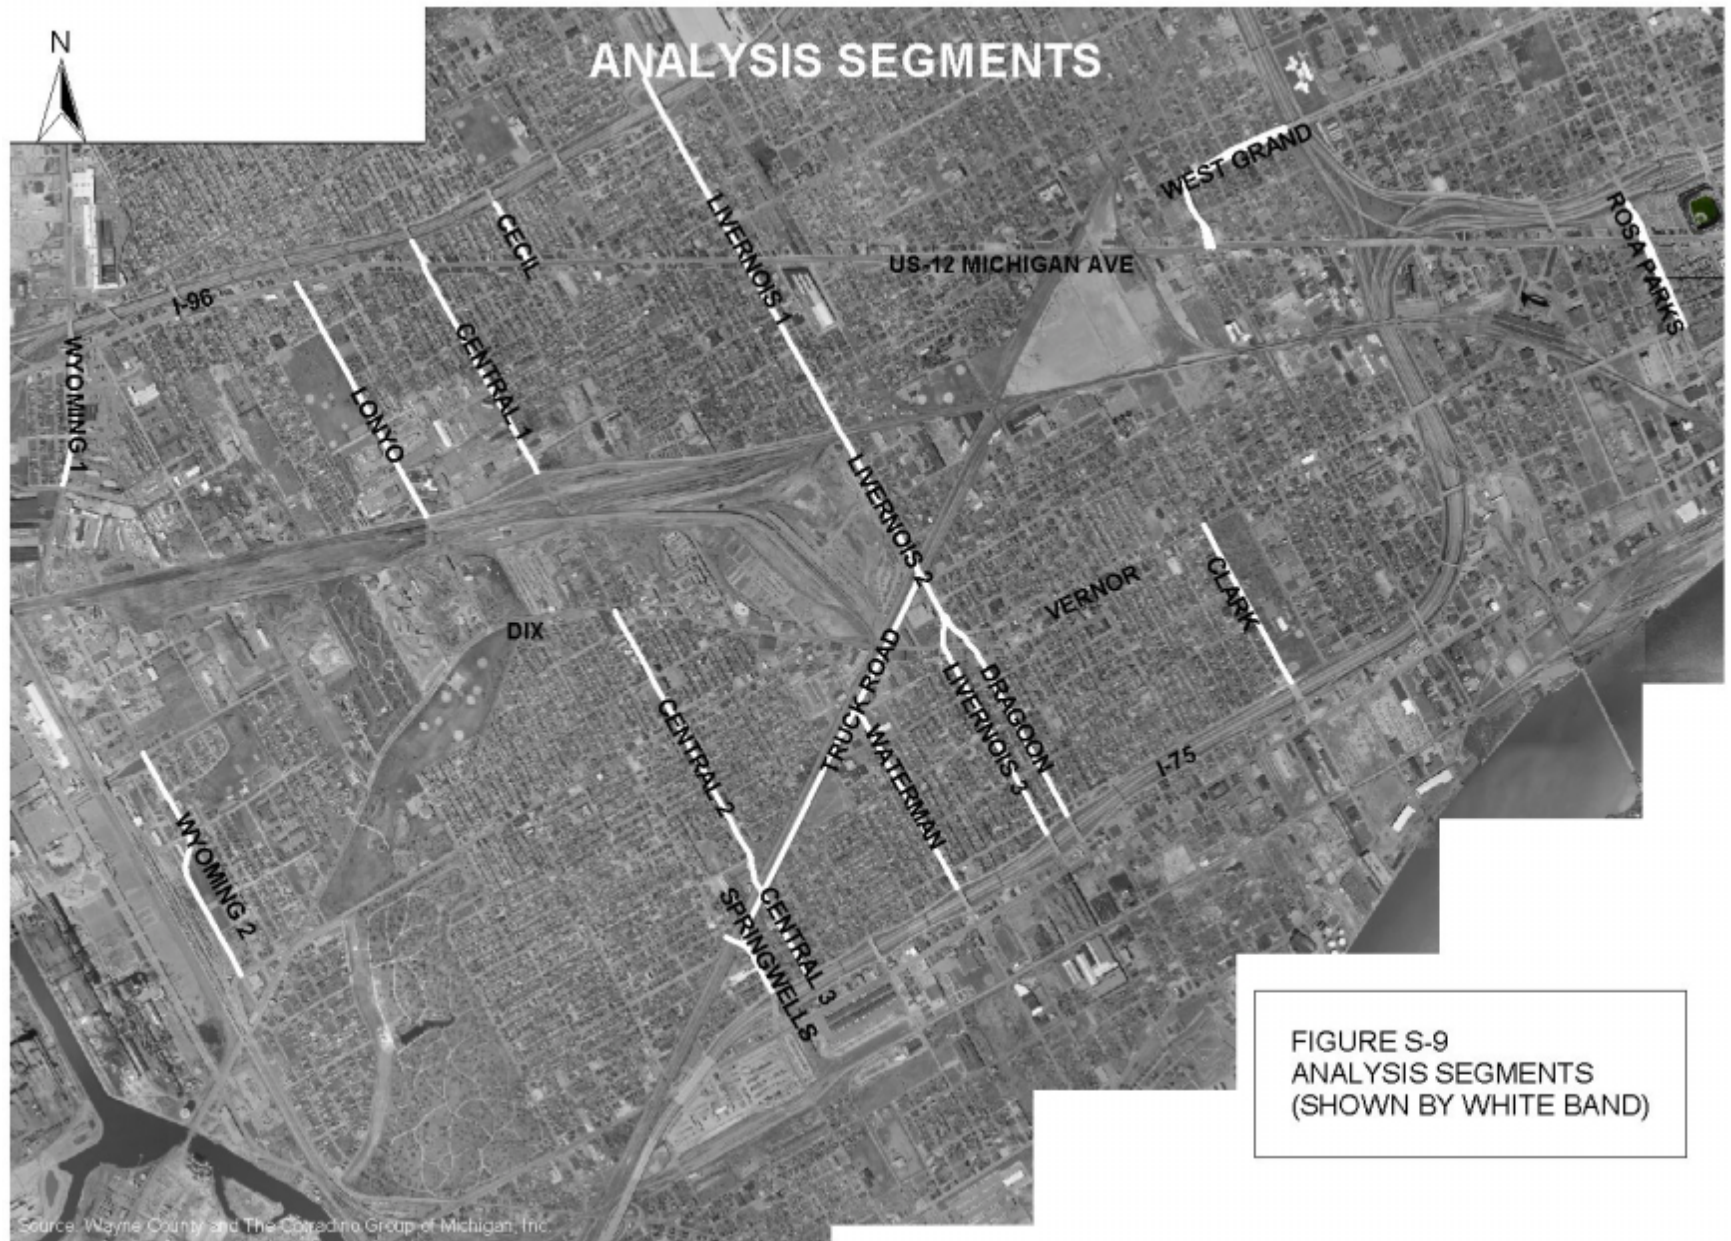 N
ANALYSIS SEGMENTS
WEST GRAND
ROSA PARKS
CECIL
LIVERNOIS 1
US-12 MICHIGAN AVE
I-96
WYOMING 1
LONYO
CENTRAL 1
LIVERNOIS 2
VERNOR
CLARK
DIX
TRUCK ROAD
DRAGOON
LIVERNOIS 3
CENTRAL 2
WATERMAN
I-75
WYOMING 2
SPRINGWELLS
CENTRAL 3
FIGURE S-9
ANALYSIS SEGMENTS
(SHOWN BY WHITE BAND)
Source: Wayne County and The Corradino Group of Michigan, Inc.